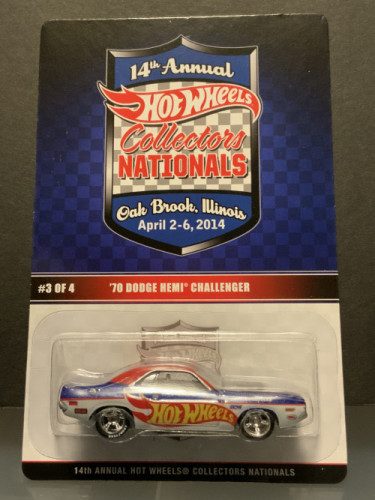 14th Annual
HOT WHEELS
Collectors
NATIONALS
Oak Brook, Illinois
April 2-6, 2014
#3 OF 4
'70 DODGE HEMI® CHALLENGER
HOT WHEELS
14TH ANNUAL HOT WHEELS® COLLECTORS NATIONALS